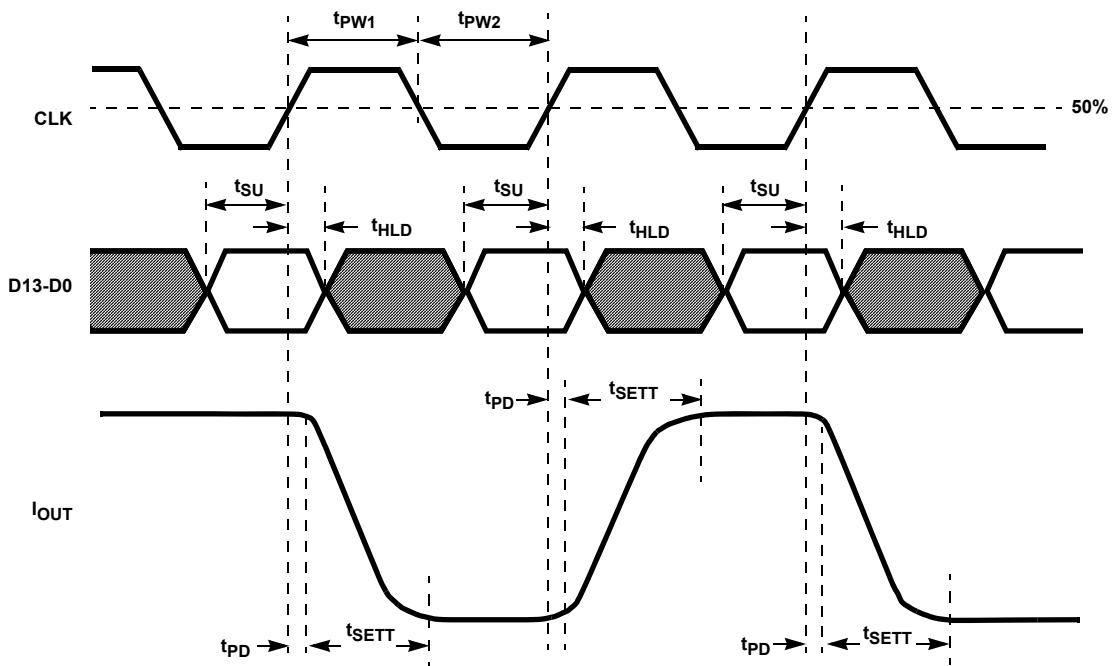 tPW1 tPW2
CLK
50%
tSU tSU tSU
tHLD tHLD tHLD
D13-D0
tPD tSETT
IOUT
tPD tSETT tPD tSETT